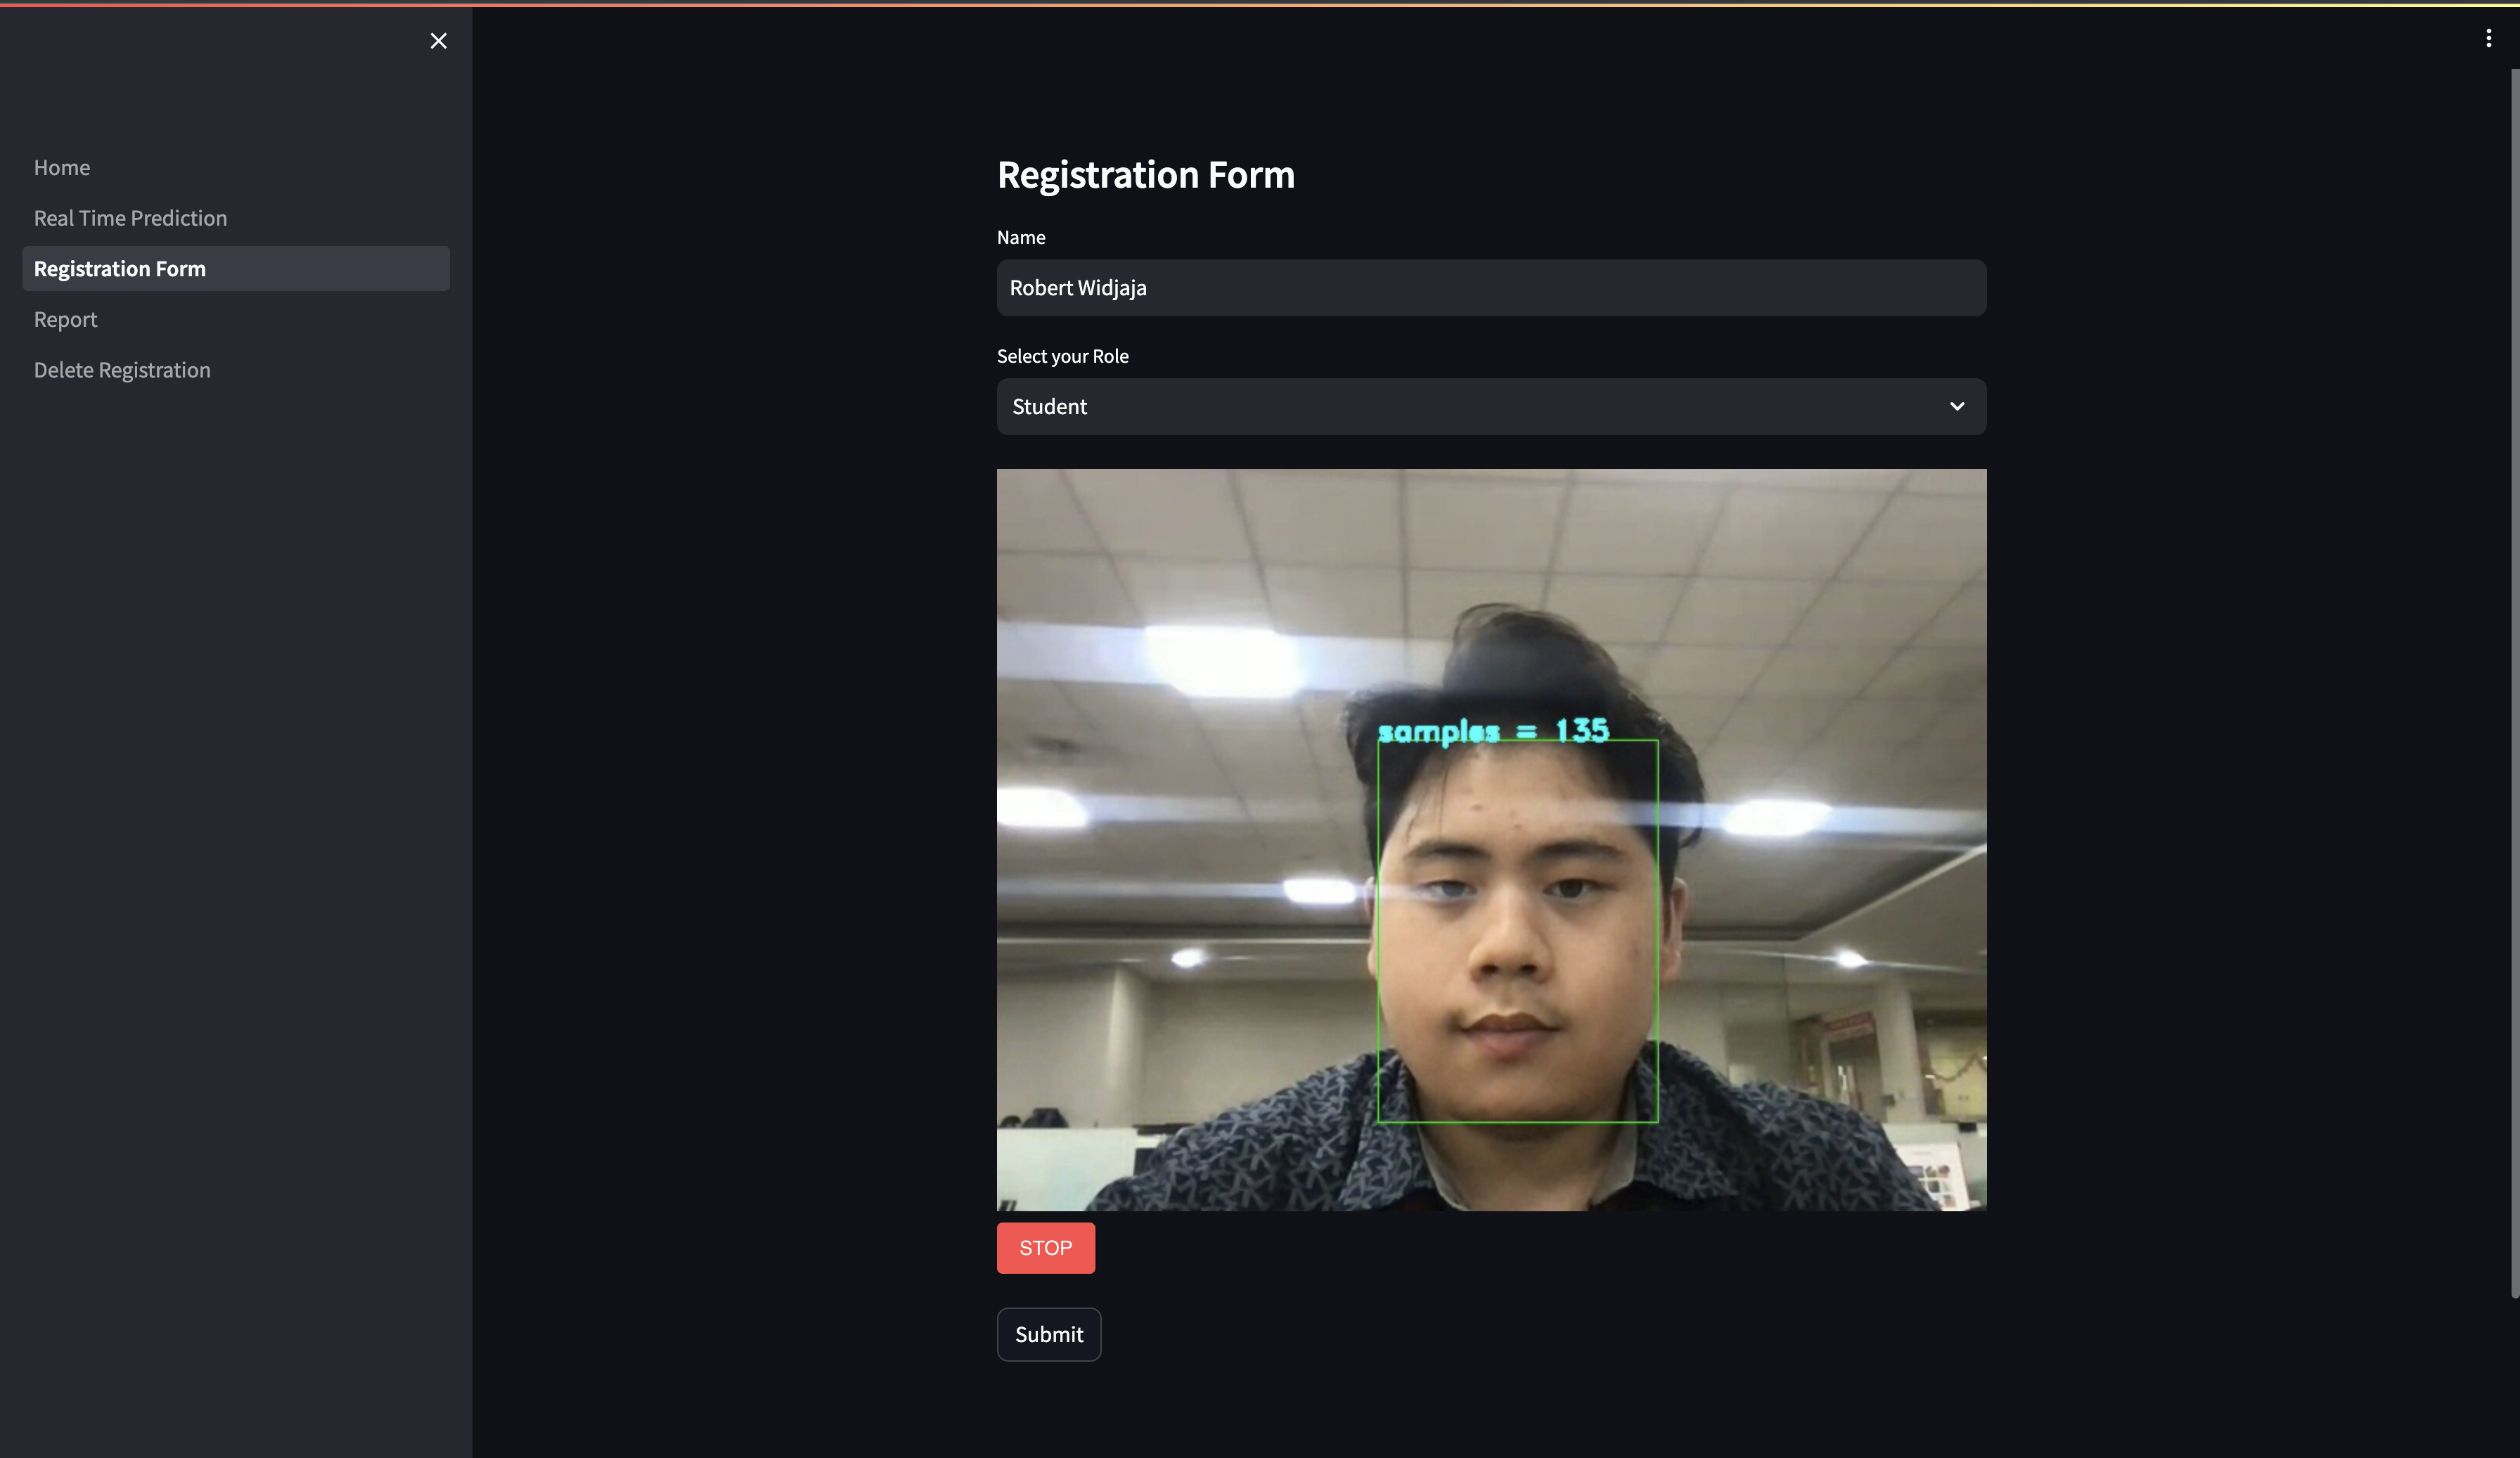 Home
Real Time Prediction
Registration Form
Report
Delete Registration
Registration Form
Name
Robert Widjaja
Select your Role
Student
samples = 135
STOP
Submit